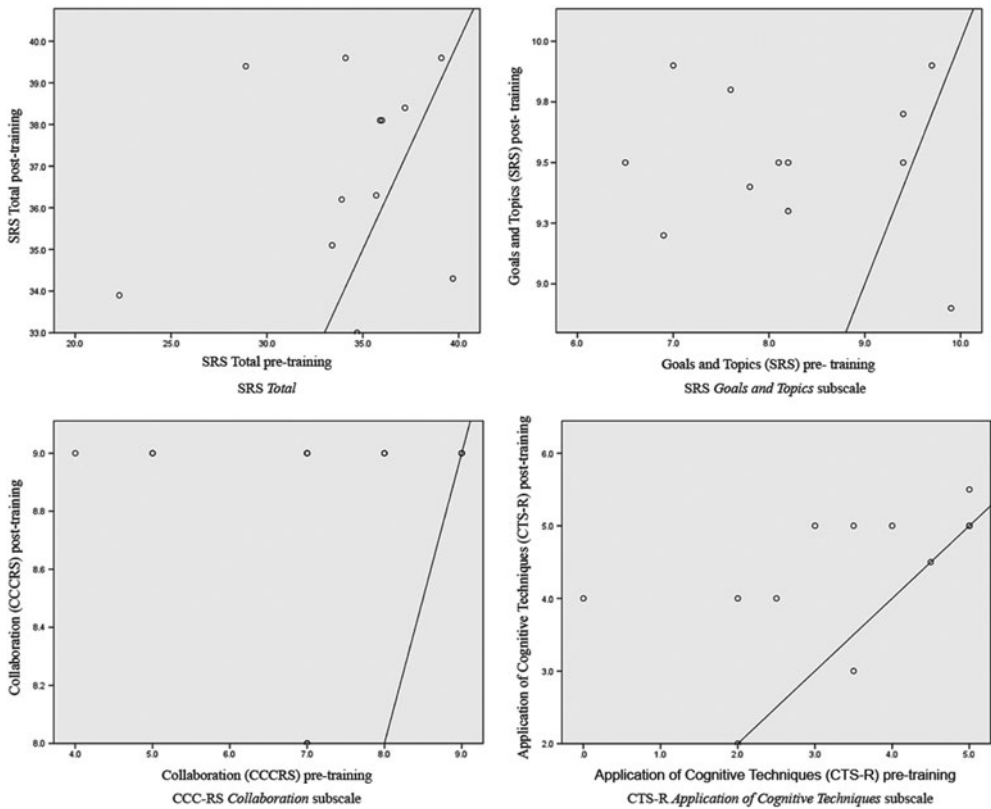 SRS Total post-training
40.0
39.0
38.0
37.0
36.0
35.0
34.0
33.0
20.0 25.0 30.0 35.0 40.0
SRS Total pre-training
SRS Total
Goals and Topics (SRS) post- training
10.0
9.8
9.5
9.3
9.0
6.0 7.0 8.0 9.0 10.0
Goals and Topics (SRS) pre- training
SRS Goals and Topics subscale
Collaboration (CCCRS) post-training
9.0
8.8
8.6
8.4
8.2
8.0
4.0 5.0 6.0 7.0 8.0 9.0
Collaboration (CCCRS) pre-training
CCC-RS Collaboration subscale
Application of Cognitive Techniques (CTS-R) post-training
6.0
5.0
4.0
3.0
2.0
.0 1.0 2.0 3.0 4.0 5.0
Application of Cognitive Techniques (CTS-R) pre-training
CTS-R Application of Cognitive Techniques subscale